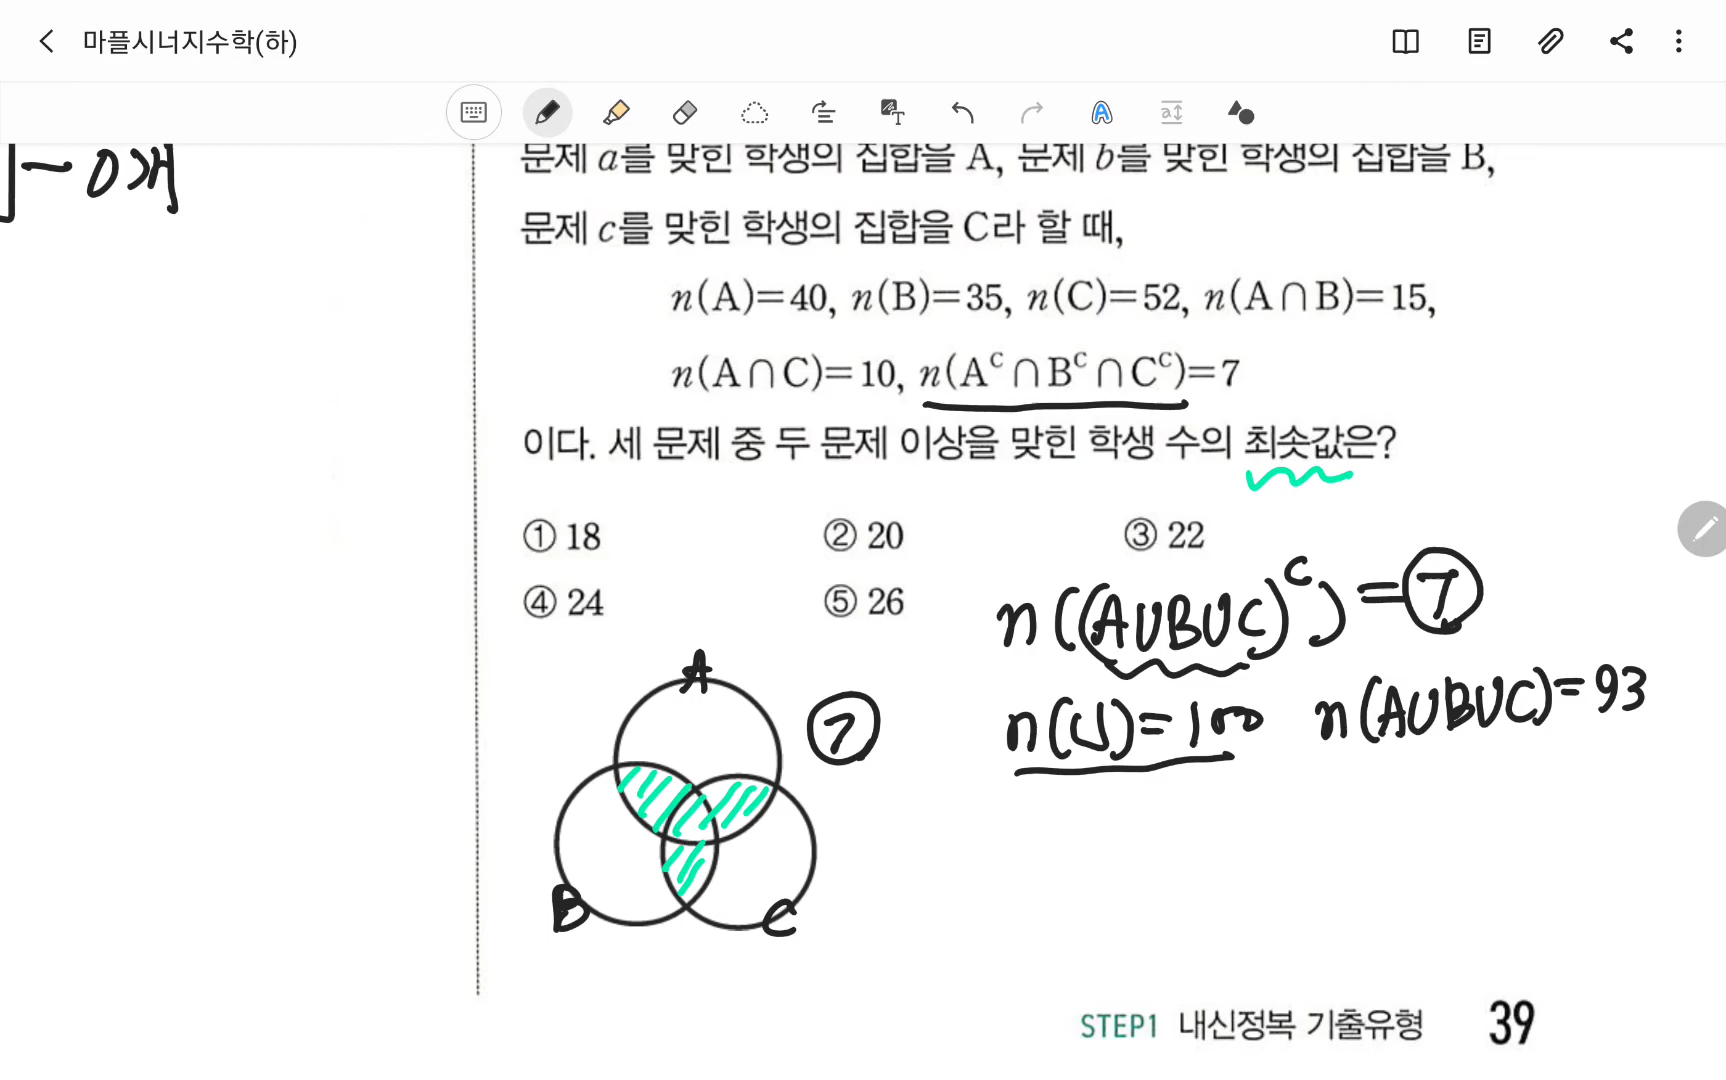 마플시너지수학(하)
]~0개
문제 a를 맞힌 학생의 집합을 A, 문제 b를 맞힌 학생의 집합을 B,
문제 c를 맞힌 학생의 집합을 C라 할 때,
n(A)=40, n(B)=35, n(C)=52, n(A∩B)=15,
n(A∩C)=10, n(Aᶜ∩Bᶜ∩Cᶜ)=7
이다. 세 문제 중 두 문제 이상을 맞힌 학생 수의 최솟값은?
① 18 ② 20 ③ 22
④ 24 ⑤ 26
n((A∪B∪C)ᶜ)=7
n(U)=100 n(A∪B∪C)=93
A
7
B
C
STEP1 내신정복 기출유형 39